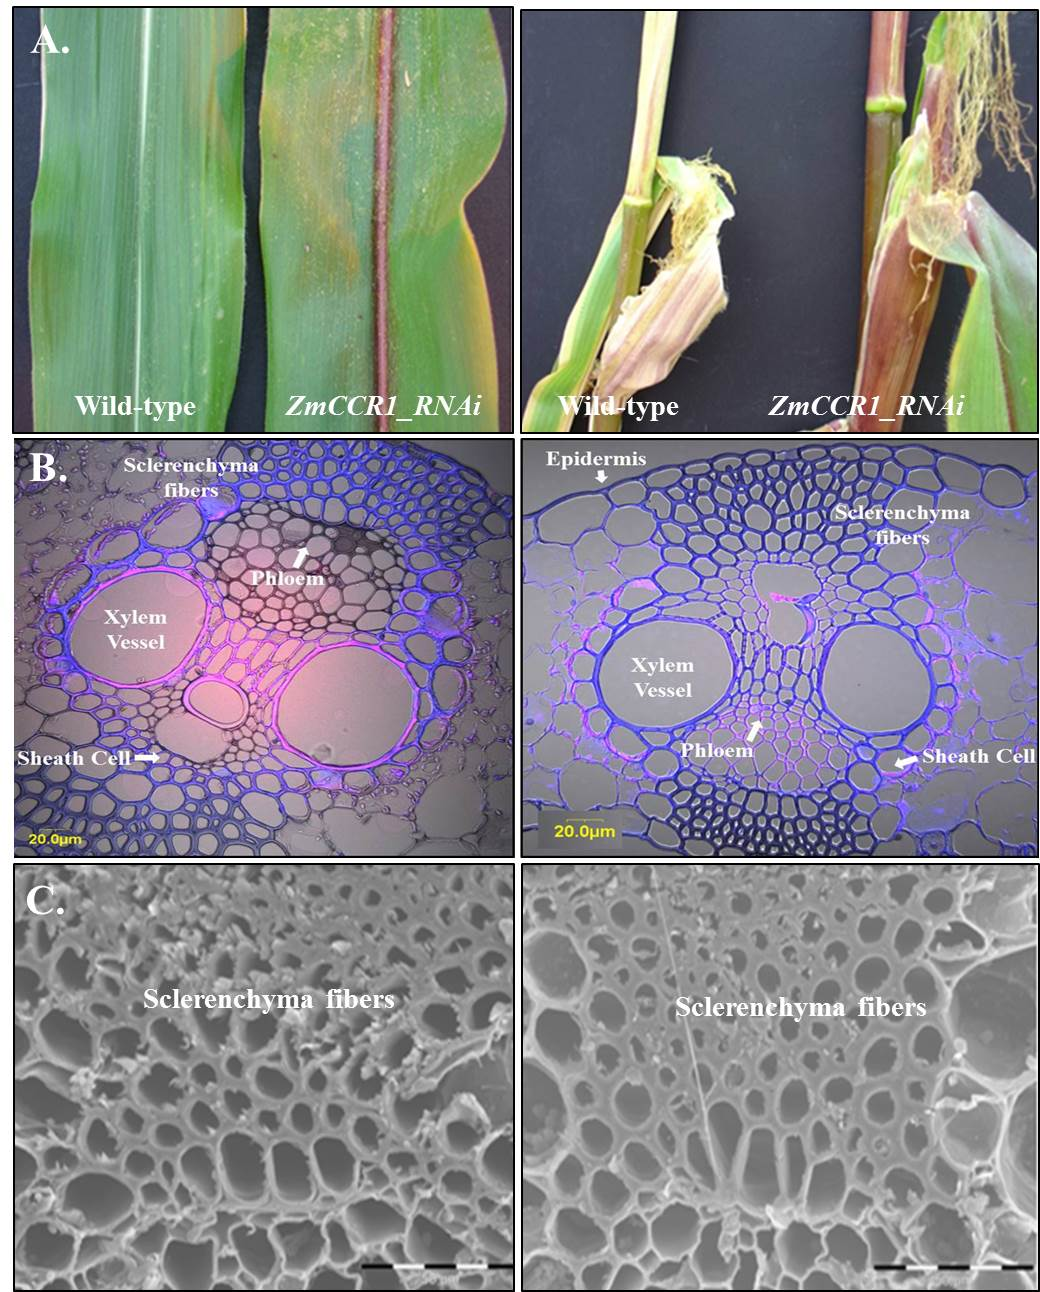 A.
Wild-type
ZmCCR1_RNAi
Wild-type
ZmCCR1_RNAi
B.
Sclerenchyma
fibers
Phloem
Xylem
Vessel
Sheath Cell
20.0µm
Epidermis
Sclerenchyma
fibers
Xylem
Vessel
Phloem
Sheath Cell
20.0µm
C.
Sclerenchyma fibers
Sclerenchyma fibers